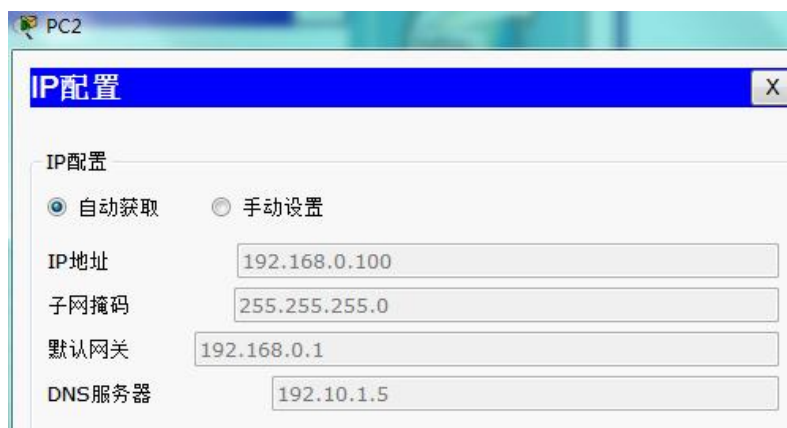 PC2
IP配置
X
IP配置
自动获取 手动设置
IP地址 192.168.0.100
子网掩码 255.255.255.0
默认网关 192.168.0.1
DNS服务器 192.10.1.5